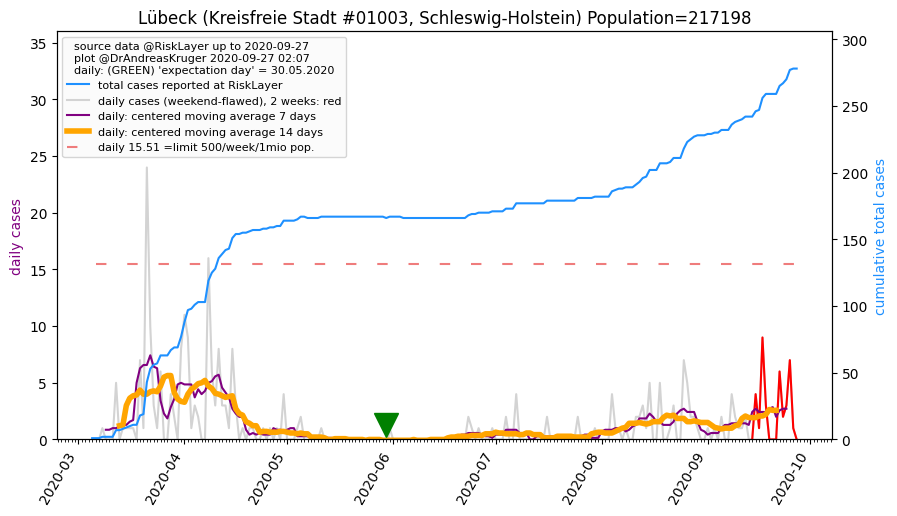 Lübeck (Kreisfreie Stadt #01003, Schleswig-Holstein) Population=217198
source data @RiskLayer up to 2020-09-27
plot @DrAndreasKruger 2020-09-27 02:07
daily: (GREEN) 'expectation day' = 30.05.2020
total cases reported at RiskLayer
daily cases (weekend-flawed), 2 weeks: red
daily: centered moving average 7 days
daily: centered moving average 14 days
daily 15.51 =limit 500/week/1mio pop.
daily cases
35
30
25
20
15
10
5
0
cumulative total cases
300
250
200
150
100
50
0
2020-03
2020-04
2020-05
2020-06
2020-07
2020-08
2020-09
2020-10